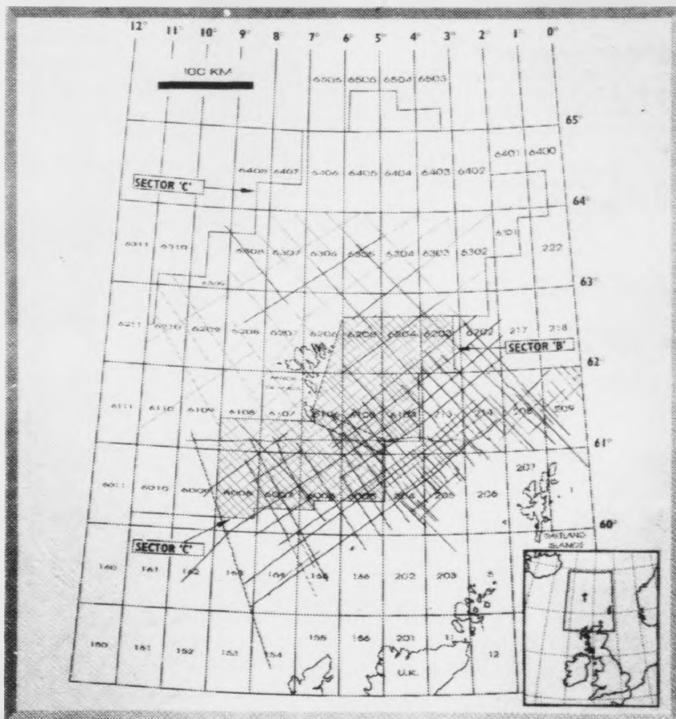 12° 11° 10° 9° 8° 7° 6° 5° 4° 3° 2° 1° 0°
100 KM
6506 6505 6504 6503
65°
6408 6407 6406 6405 6404 6403 6402 6401 6400
SECTOR 'C'
64°
6311 6310 6309 6308 6307 6306 6305 6304 6303 6302 6301 222
63°
6211 6210 6209 6208 6207 6206 6205 6204 6203 6202 217 218
SECTOR 'B'
62°
6111 6110 6109 6108 6107 6105 6104 213 214 208 209
61°
6011 6010 6009 6008 6007 6006 6005 204 205 206 207
60°
SECTOR 'C'
SHETLAND
ISLANDS
160 161 162 163 164 165 166 202 203
150 151 152 153 154 155 156 201 11 12
U.K.